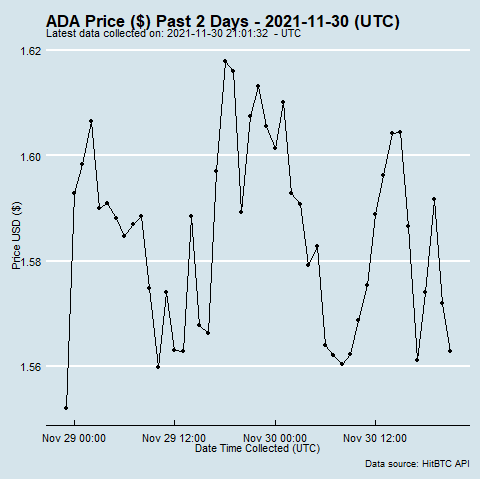 ADA Price ($) Past 2 Days - 2021-11-30 (UTC)
Latest data collected on: 2021-11-30 21:01:32 - UTC
1.62
1.60
1.58
1.56
Price USD ($)
Nov 29 00:00 Nov 29 12:00 Nov 30 00:00 Nov 30 12:00
Date Time Collected (UTC)
Data source: HitBTC API